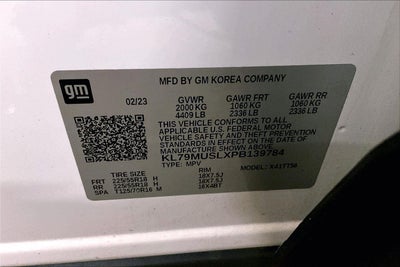 gm
MFD BY GM KOREA COMPANY
02/23 GVWR GAWR FRT GAWR RR
2000 KG 1060 KG 1060 KG
4409 LB 2336 LB 2336 LB
THIS VEHICLE CONFORMS TO ALL
APPLICABLE U.S. FEDERAL MOTOR
VEHICLE SAFETY AND THEFT PREVENTION
STANDARDS IN EFFECT ON THE DATE OF
MANUFACTURE SHOWN ABOVE.
KL79MUSLXPB139784
TYPE: MPV MODEL:
TIRE SIZE RIM
FRT 225/55R18 H 18X7.5J
RR 225/55R18 H 18X7.5J
SPA T125/70R16 M 16X4BT